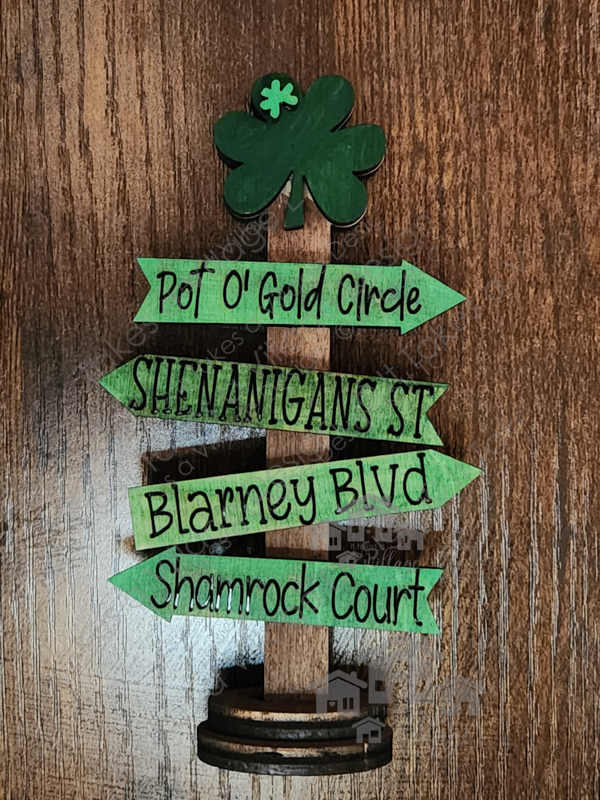 Pot O' Gold Circle
SHENANIGANS ST
Blarney Blvd
Shamrock Court